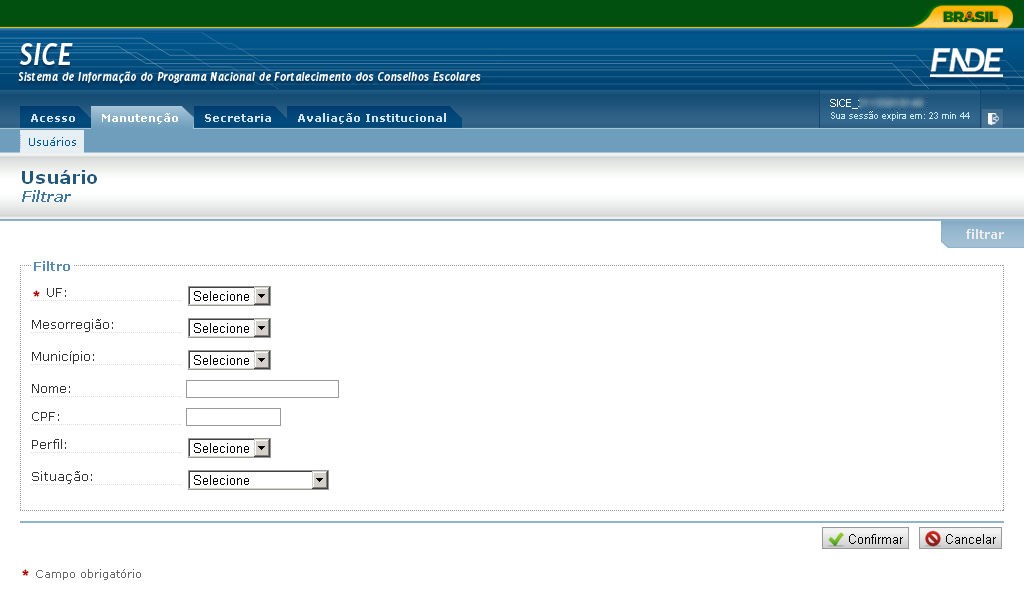 BRASIL
SICE
Sistema de Informação do Programa Nacional de Fortalecimento dos Conselhos Escolares
FNDE
Acesso Manutenção Secretaria Avaliação Institucional
SICE_
Sua sessão expira em: 23 min 44
Usuários
Usuário
Filtrar
filtrar
Filtro
* UF: Selecione
Mesorregião: Selecione
Município: Selecione
Nome:
CPF:
Perfil: Selecione
Situação: Selecione
Confirmar Cancelar
* Campo obrigatório